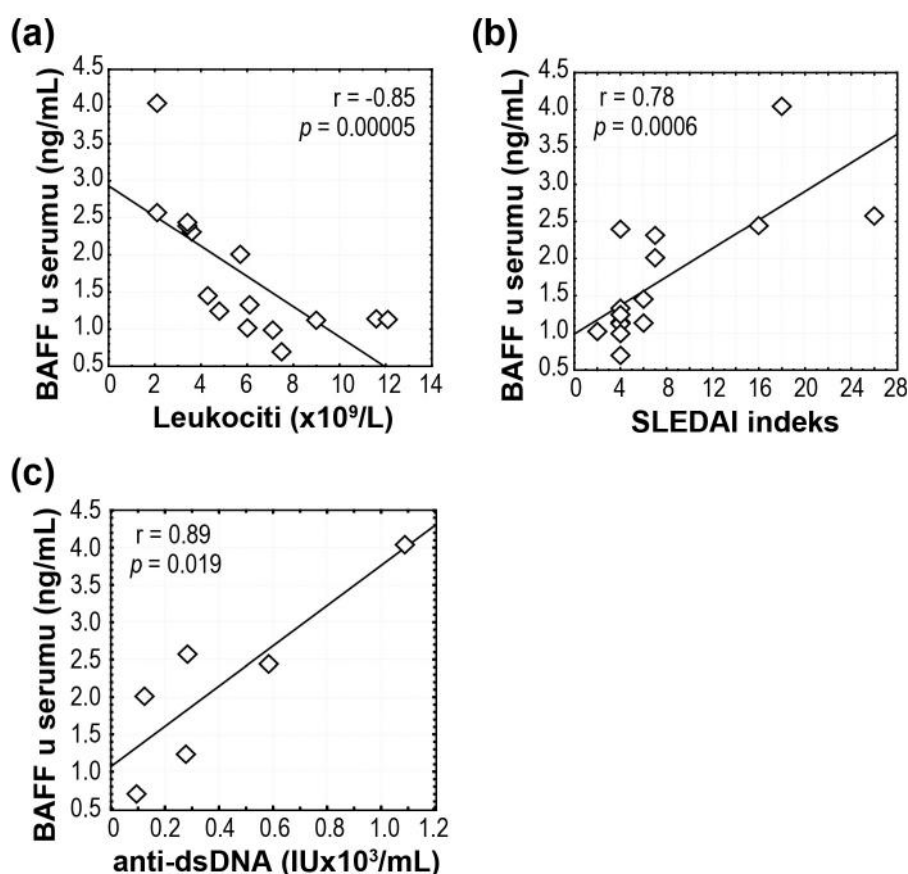 (a)
BAFF u serumu (ng/mL)
4.5
4.0
3.5
3.0
2.5
2.0
1.5
1.0
0.5
r = -0.85
p = 0.00005
0 2 4 6 8 10 12 14
Leukociti (x10⁹/L)
(b)
BAFF u serumu (ng/mL)
4.5
4.0
3.5
3.0
2.5
2.0
1.5
1.0
0.5
r = 0.78
p = 0.0006
0 4 8 12 16 20 24 28
SLEDAI indeks
(c)
BAFF u serumu (ng/mL)
4.5
4.0
3.5
3.0
2.5
2.0
1.5
1.0
0.5
r = 0.89
p = 0.019
0 0.2 0.4 0.6 0.8 1.0 1.2
anti-dsDNA (IUx10³/mL)